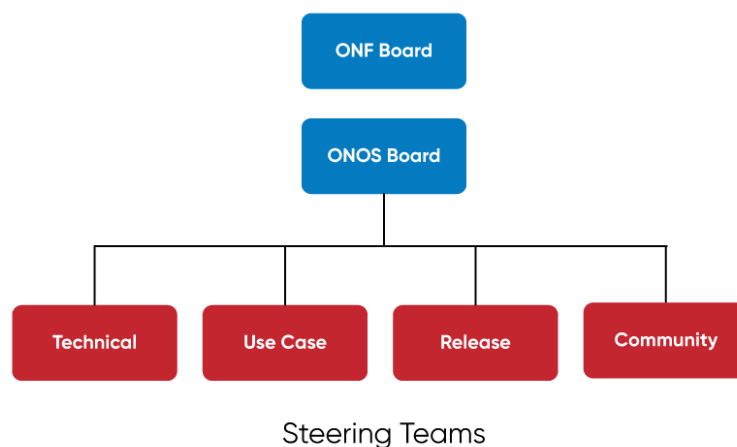 ONF Board
ONOS Board
Technical
Use Case
Release
Community
Steering Teams